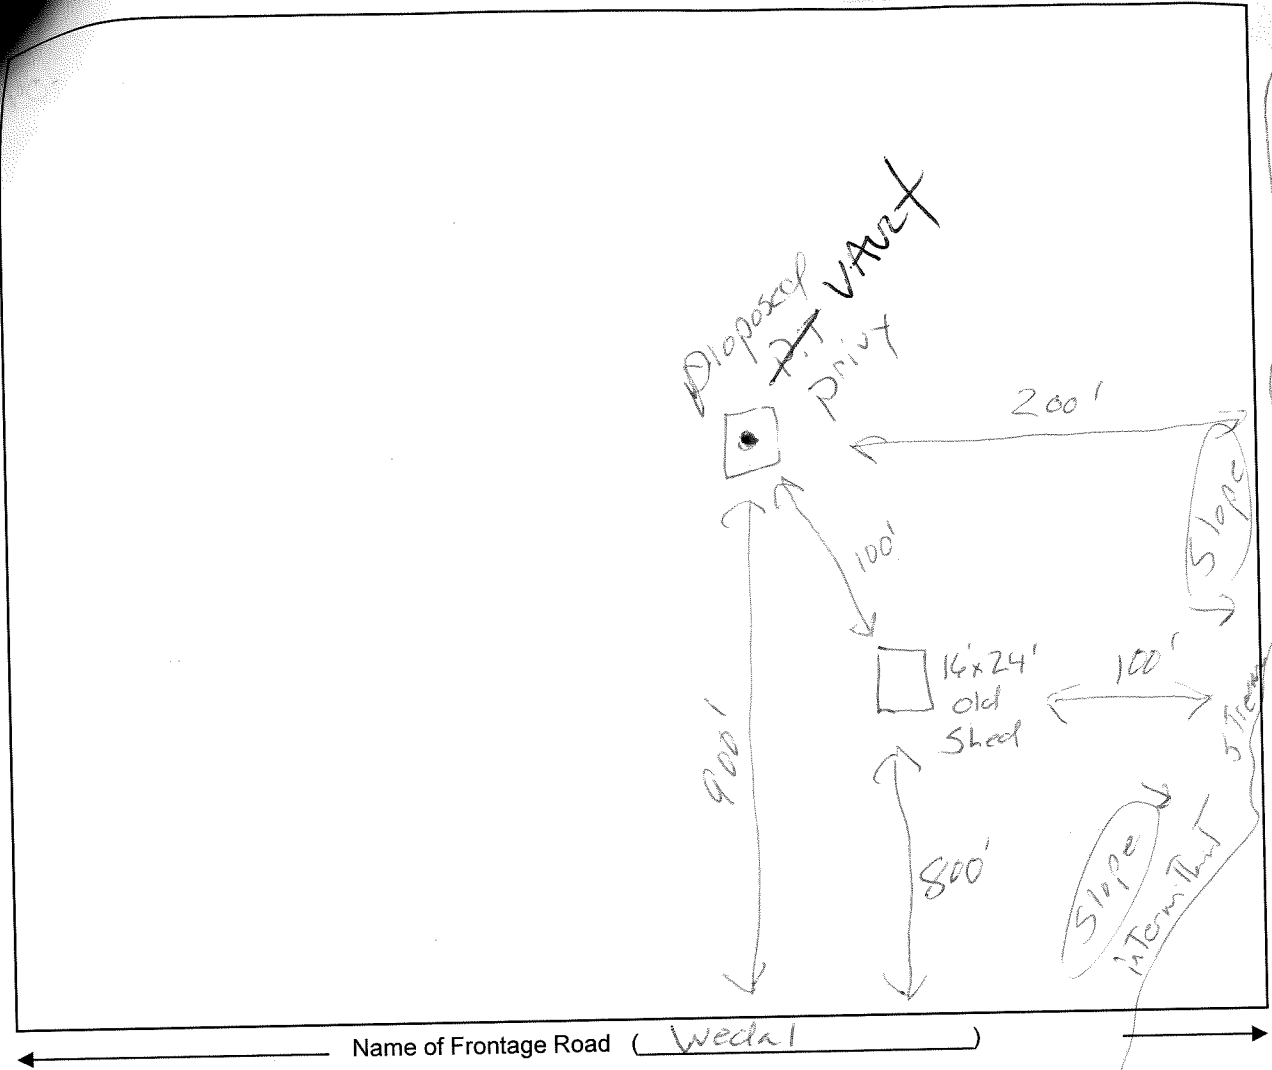 Proposed
Pit VAULT
privy
200'
Slope
100'
16'x24'
old
shed
100'
Stream
900'
800'
Slope
intermittent
Name of Frontage Road ( Wedal )